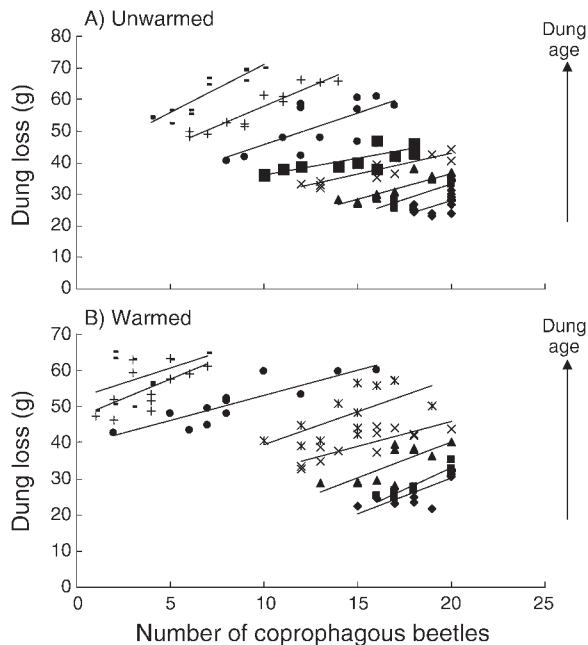 A) Unwarmed
Dung
age
Dung loss (g)
80
70
60
50
40
30
20
10
0
B) Warmed
Dung
age
Dung loss (g)
70
60
50
40
30
20
10
0
0
5
10
15
20
25
Number of coprophagous beetles